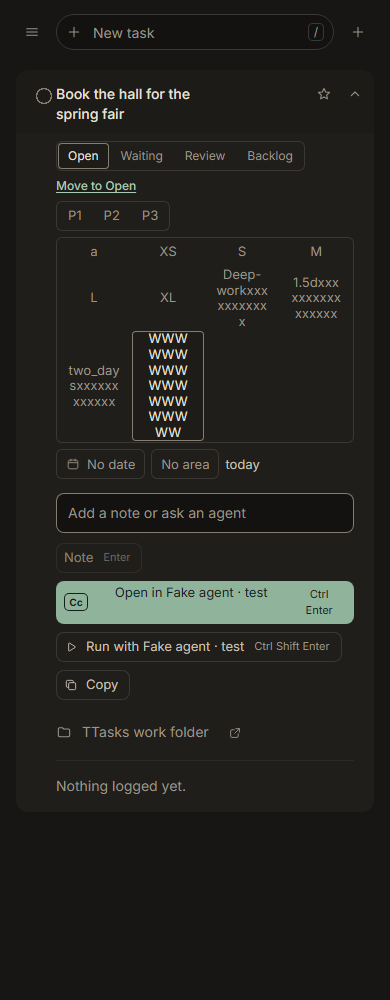 New task /
Book the hall for the
spring fair
Open Waiting Review Backlog
Move to Open
P1 P2 P3
a XS S M
L XL Deep-
workxxx
xxxxxxx
x 1.5dxxx
xxxxxxx
xxxxxx
two_day
sxxxxxx
xxxxxx WWW
WWW
WWW
WWW
WWW
WWW
WW
No date No area today
Add a note or ask an agent
Note Enter
Cc Open in Fake agent · test Ctrl
Enter
Run with Fake agent · test Ctrl Shift Enter
Copy
TTasks work folder
Nothing logged yet.